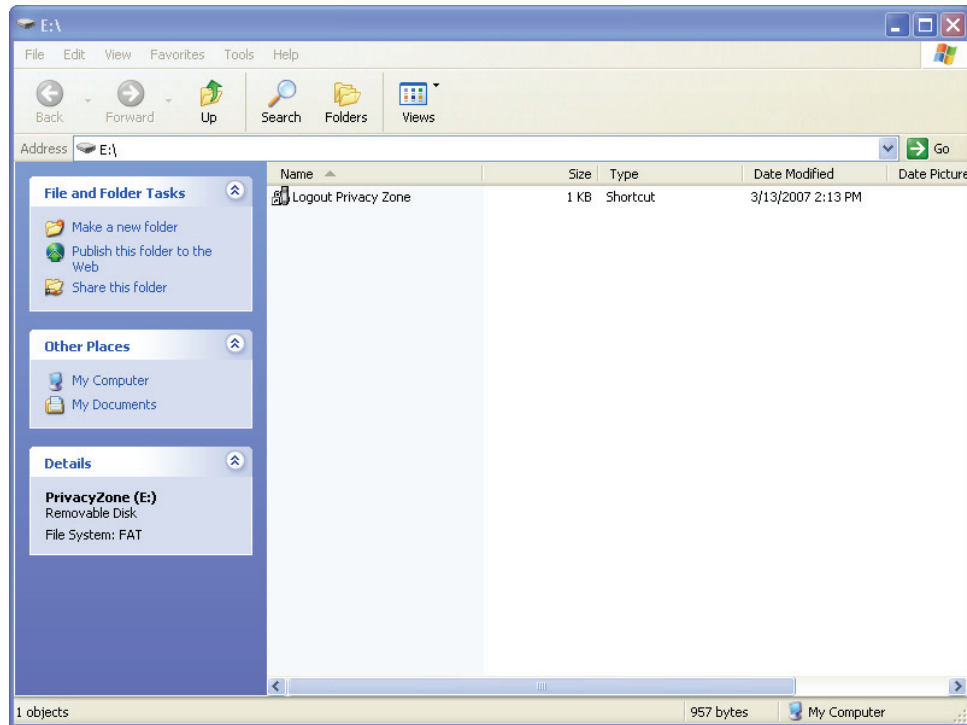 E:\
File Edit View Favorites Tools Help
Back Forward Up Search Folders Views
Address E:\ Go
File and Folder Tasks
Make a new folder
Publish this folder to the
Web
Share this folder
Other Places
My Computer
My Documents
Details
PrivacyZone (E:)
Removable Disk
File System: FAT
Name Size Type Date Modified Date Picture
Logout Privacy Zone 1 KB Shortcut 3/13/2007 2:13 PM
1 objects 957 bytes My Computer